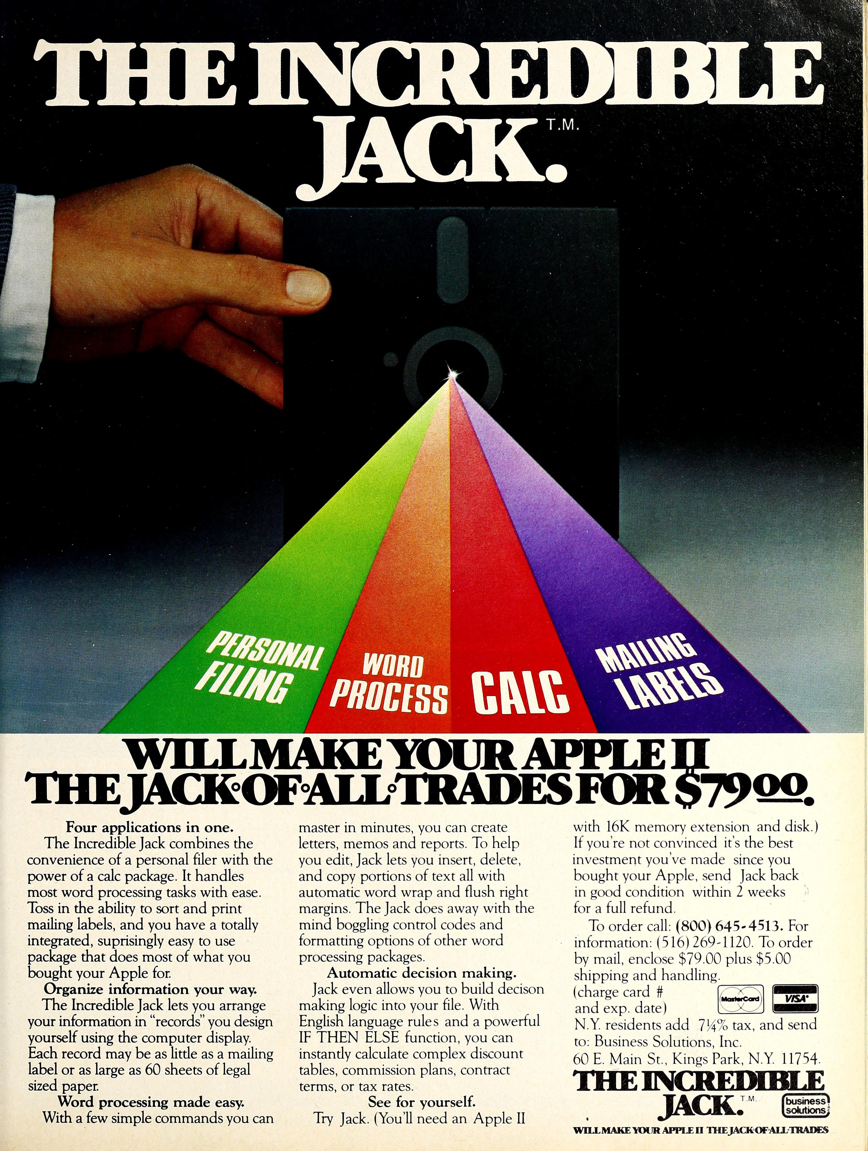 THE INCREDIBLE
JACK.T.M.
PERSONAL
FILING
WORD
PROCESS
CALC
MAILING
LABELS
WILL MAKE YOUR APPLE II
THE JACK•OF•ALL•TRADES FOR $79.00.
Four applications in one.
The Incredible Jack combines the
convenience of a personal filer with the
power of a calc package. It handles
most word processing tasks with ease.
Toss in the ability to sort and print
mailing labels, and you have a totally
integrated, suprisingly easy to use
package that does most of what you
bought your Apple for.
Organize information your way.
The Incredible Jack lets you arrange
your information in “records” you design
yourself using the computer display.
Each record may be as little as a mailing
label or as large as 60 sheets of legal
sized paper.
Word processing made easy.
With a few simple commands you can
master in minutes, you can create
letters, memos and reports. To help
you edit, Jack lets you insert, delete,
and copy portions of text all with
automatic word wrap and flush right
margins. The Jack does away with the
mind boggling control codes and
formatting options of other word
processing packages.
Automatic decision making.
Jack even allows you to build decison
making logic into your file. With
English language rules and a powerful
IF THEN ELSE function, you can
instantly calculate complex discount
tables, commission plans, contract
terms, or tax rates.
See for yourself.
Try Jack. (You'll need an Apple II
with 16K memory extension and disk.)
If you're not convinced it's the best
investment you've made since you
bought your Apple, send Jack back
in good condition within 2 weeks
for a full refund.
To order call: (800) 645-4513. For
information: (516) 269-1120. To order
by mail, enclose $79.00 plus $5.00
shipping and handling.
(charge card #
and exp. date)
MasterCard
VISA
N.Y. residents add 7¼% tax, and send
to: Business Solutions, Inc.
60 E. Main St., Kings Park, N.Y. 11754.
THE INCREDIBLE
JACK.T.M.
business
solutions
WILL MAKE YOUR APPLE II THE JACK•OF•ALL•TRADES